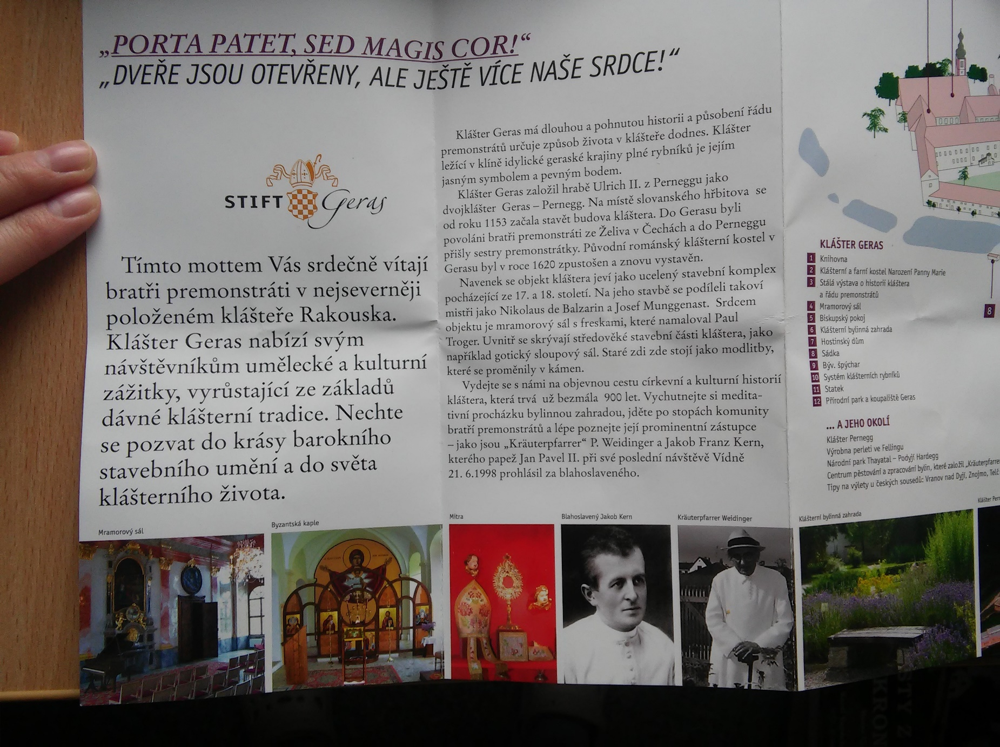 „PORTA PATET, SED MAGIS COR!“
„DVEŘE JSOU OTEVŘENY, ALE JEŠTĚ VÍCE NAŠE SRDCE!“
STIFT Geras
Tímto mottem Vás srdečně vítají
bratři premonstráti v nejseverněji
položeném klášteře Rakouska.
Klášter Geras nabízí svým
návštěvníkům umělecké a kulturní
zážitky, vyrůstající ze základů
dávné klášterní tradice. Nechte
se pozvat do krásy barokního
stavebního umění a do světa
klášterního života.
Klášter Geras má dlouhou a pohnutou historii a působení řádu
premonstrátů určuje způsob života v klášteře dodnes. Klášter
ležící v klíně idylické geraské krajiny plné rybníků je jejím
jasným symbolem a pevným bodem.
Klášter Geras založil hrabě Ulrich II. z Perneggu jako
dvojklášter Geras – Pernegg. Na místě slovanského hřbitova se
od roku 1153 začala stavět budova kláštera. Do Gerasu byli
povoláni bratři premonstráti ze Želiva v Čechách a do Perneggu
přišly sestry premonstrátky. Původní románský klášterní kostel v
Gerasu byl v roce 1620 zpustošen a znovu vystavěn.
Navenek se objekt kláštera jeví jako ucelený stavební komplex
pocházející ze 17. a 18. století. Na jeho stavbě se podíleli takoví
mistři jako Nikolaus de Balzarin a Josef Munggenast. Srdcem
objektu je mramorový sál s freskami, které namaloval Paul
Troger. Uvnitř se skrývají středověké stavební části kláštera, jako
například gotický sloupový sál. Staré zdi zde stojí jako modlitby,
které se proměnily v kámen.
Vydejte se s námi na objevnou cestu církevní a kulturní historií
kláštera, která trvá už bezmála 900 let. Vychutnejte si medita-
tivní procházku bylinnou zahradou, jděte po stopách komunity
bratří premonstrátů a lépe poznejte její prominentní zástupce
– jako jsou „Kräuterpfarrer“ P. Weidinger a Jakob Franz Kern,
kterého papež Jan Pavel II. při své poslední návštěvě Vídně
21. 6.1998 prohlásil za blahoslaveného.
KLÁŠTER GERAS
1 Knihovna
2 Klášterní a farní kostel Narození Panny Marie
3 Stálá výstava o historii kláštera
a řádu premonstrátů
4 Mramorový sál
5 Biskupský pokoj
6 Klášterní bylinná zahrada
7 Hostinský dům
8 Sádka
9 Býv. špýchar
10 Systém klášterních rybníků
11 Statek
12 Přírodní park a koupaliště Geras
8
... A JEHO OKOLÍ
Klášter Pernegg
Výrobna perleti ve Fellingu
Národní park Thayatal – Podyjí Hardegg
Centrum pěstování a zpracování bylin, které založil „Kräuterpfarrer
Tipy na výlety u českých sousedů: Vranov nad Dyjí, Znojmo, Telč
Mramorový sál
Byzantská kaple
Mitra
Blahoslavený Jakob Kern
Kräuterpfarrer Weidinger
Klášterní bylinná zahrada
Klášter Per